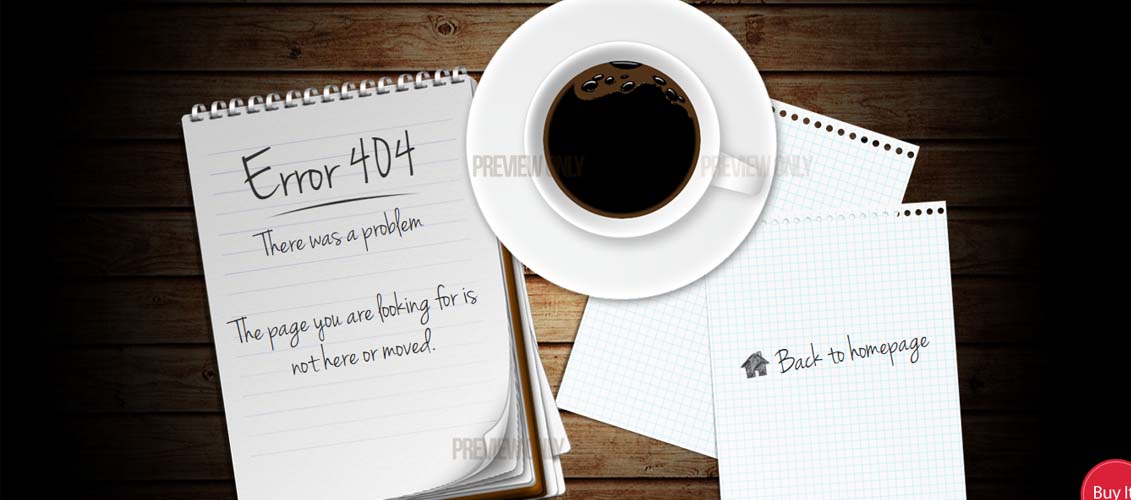 Error 404
There was a problem
The page you are looking for is
not here or moved.
PREVIEW ONLY
PREVIEW ONLY
Back to homepage
PREVIEW ONLY
Buy It